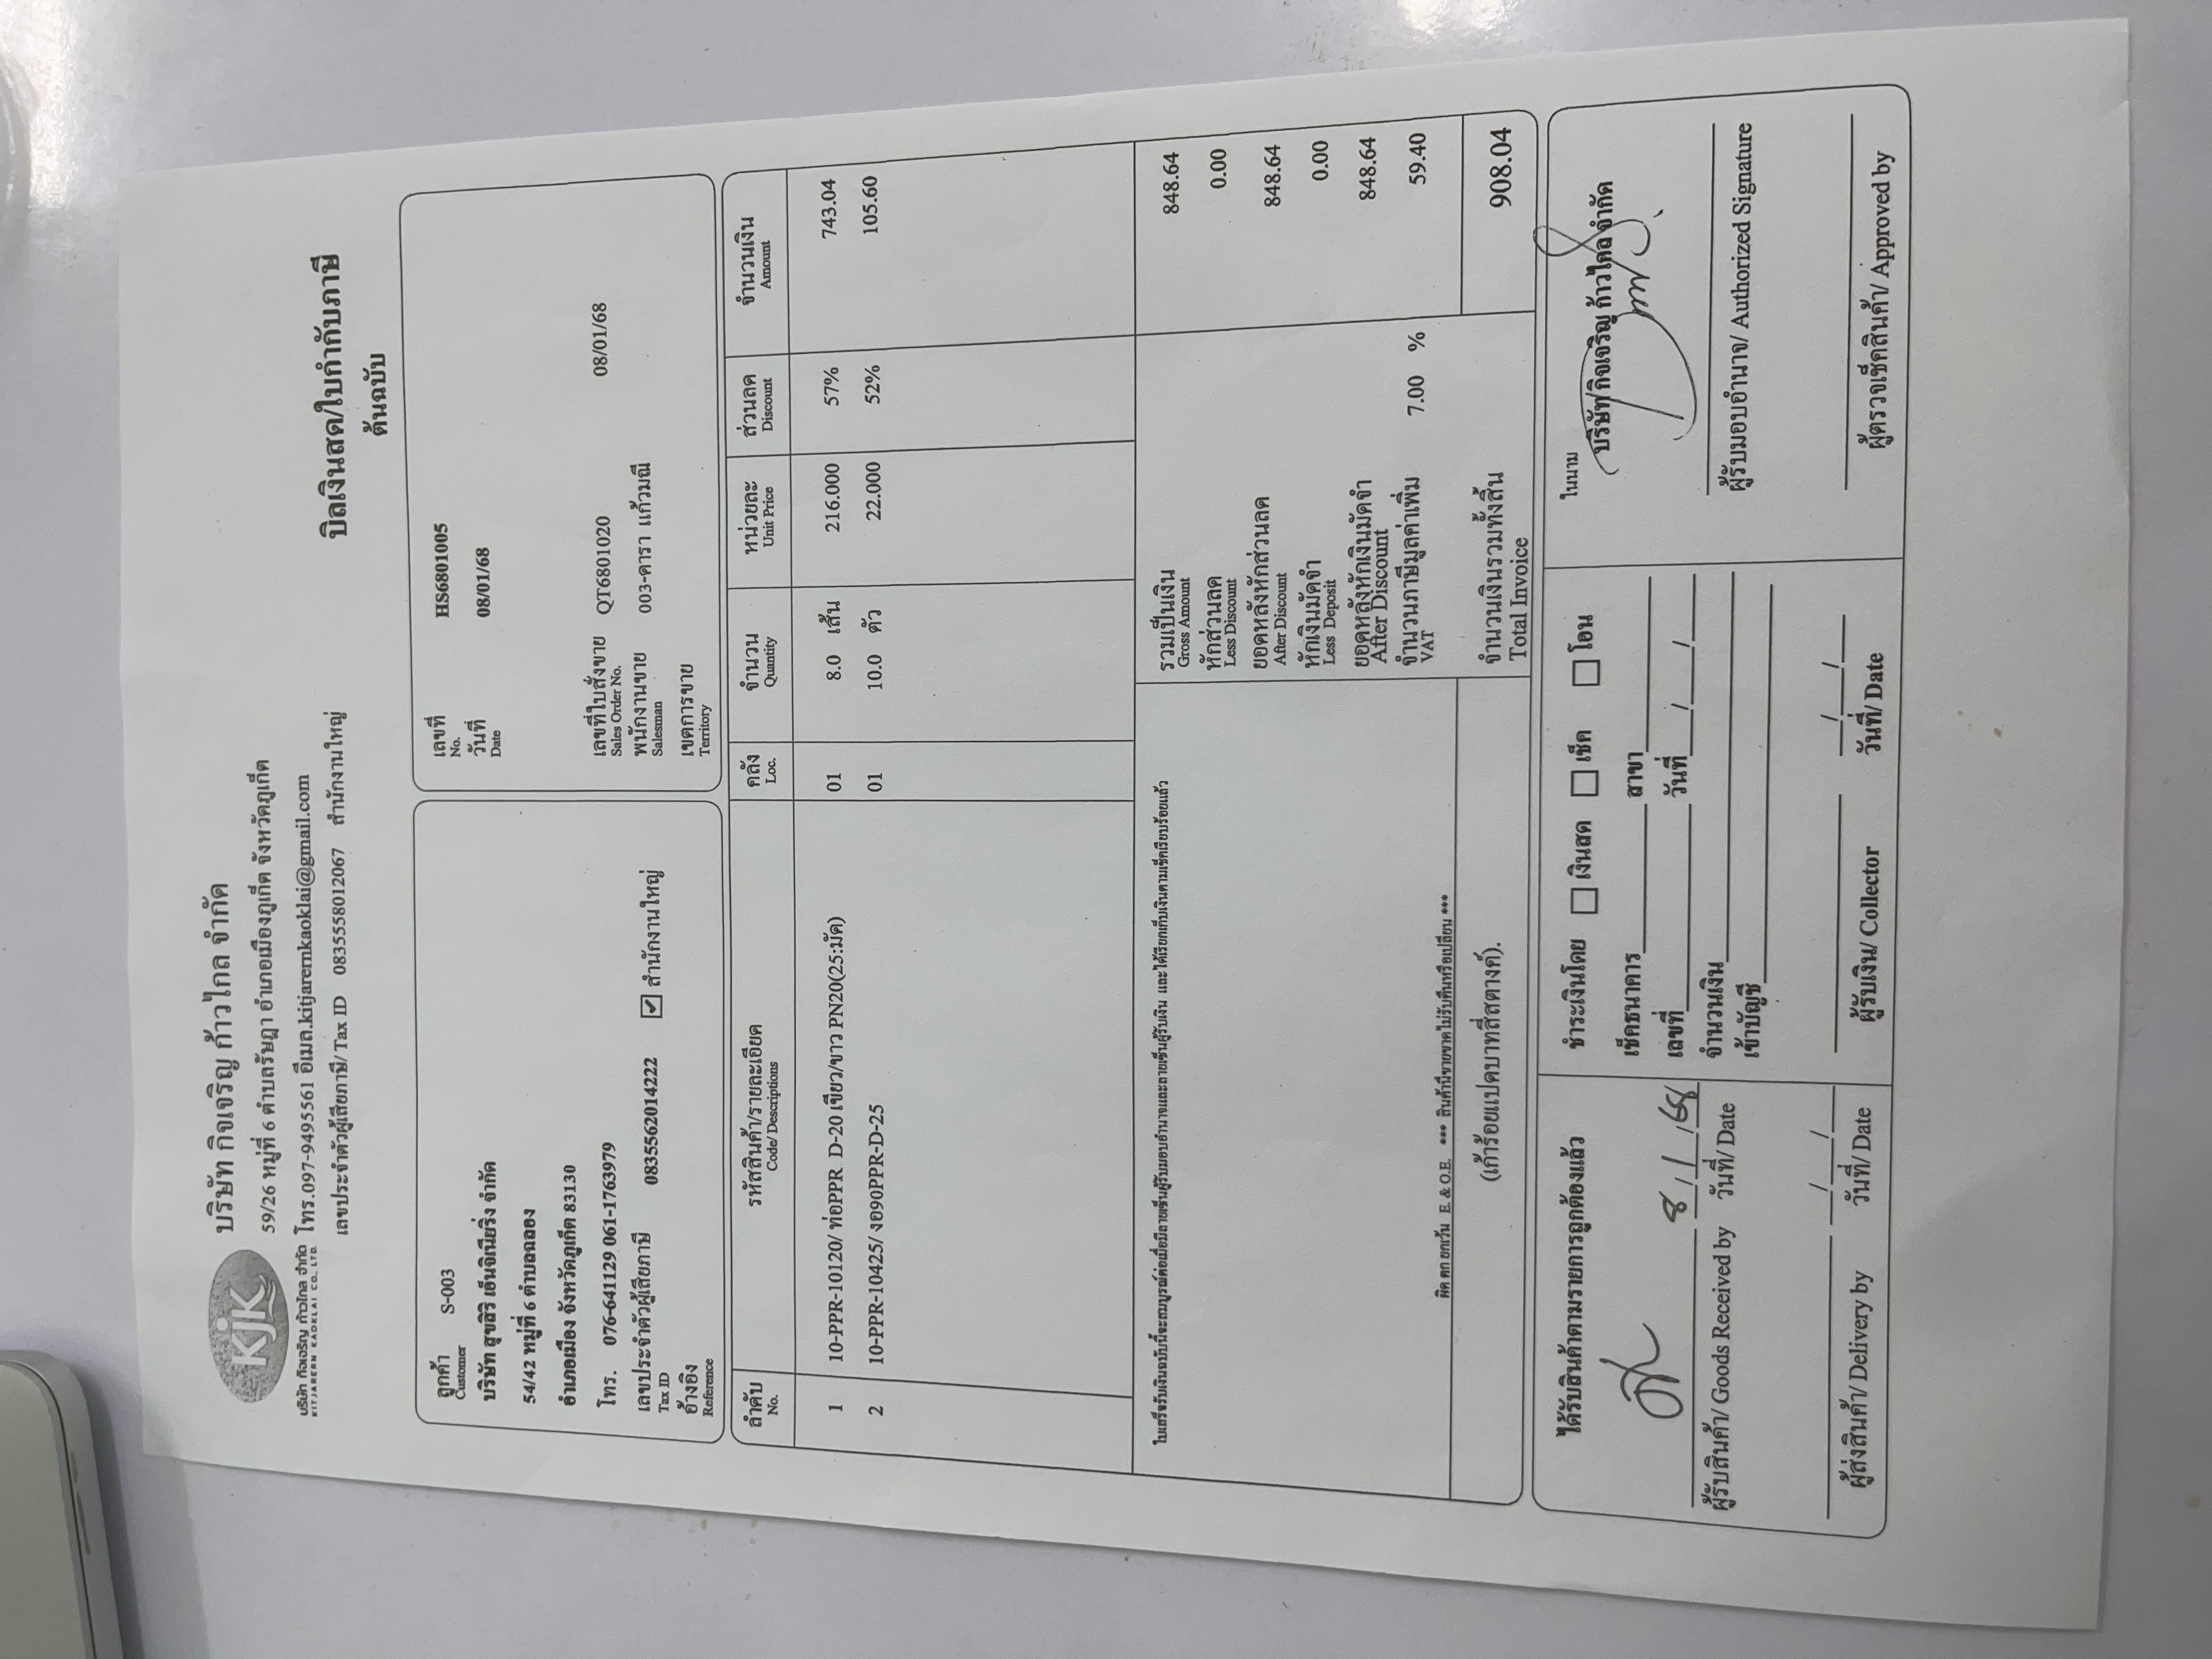 KJK
บริษัท กิจเจริญ ก้าวไกล จำกัด
KITJARERN KAOKLAI CO., LTD.
บริษัท กิจเจริญ ก้าวไกล จำกัด
59/26 หมู่ที่ 6 ตำบลรัษฎา อำเภอเมืองภูเก็ต จังหวัดภูเก็ต
โทร.097-9495561 อีเมล.kitjarernkaoklai@gmail.com
เลขประจำตัวผู้เสียภาษี/ Tax ID 0835558012067 สำนักงานใหญ่
บิลเงินสด/ใบกำกับภาษี
ต้นฉบับ
ลูกค้า S-003
Customer
บริษัท สุขสิริ เอ็นจิเนียริ่ง จำกัด
54/42 หมู่ที่ 6 ตำบลฉลอง
อำเภอเมือง จังหวัดภูเก็ต 83130
โทร. 076-641129 061-1763979
เลขประจำตัวผู้เสียภาษี 0835562014222 ☑ สำนักงานใหญ่
Tax ID
อ้างอิง
Reference
เลขที่ HS6801005
No.
วันที่ 08/01/68
Date
เลขที่ใบสั่งขาย QT6801020 08/01/68
Sales Order No.
พนักงานขาย 003-ดารา แก้วมณี
Salesman
เขตการขาย
Territory
ลำดับ รหัสสินค้า/รายละเอียด คลัง จำนวน หน่วยละ ส่วนลด จำนวนเงิน
No. Code/ Descriptions Loc. Quantity Unit Price Discount Amount
1 10-PPR-10120/ ท่อPPR D-20 เขียว/ขาว PN20(25:มัด) 01 8.0 เส้น 216.000 57% 743.04
2 10-PPR-10425/ งอ90PPR-D-25 01 10.0 ตัว 22.000 52% 105.60
ใบเสร็จรับเงินฉบับนี้จะสมบูรณ์ต่อเมื่อมีลายเซ็นผู้รับมอบอำนาจและลายเซ็นผู้รับเงิน และได้เรียกเก็บเงินตามเช็คเรียบร้อยแล้ว
รวมเป็นเงิน 848.64
Gross Amount
หักส่วนลด 0.00
Less Discount
ยอดหลังหักส่วนลด 848.64
After Discount
หักเงินมัดจำ 0.00
Less Deposit
ยอดหลังหักเงินมัดจำ 848.64
After Discount
จำนวนภาษีมูลค่าเพิ่ม 7.00 % 59.40
VAT
ผิด ตก ยกเว้น E. & O.E. *** สินค้านี้ขายขาดไม่รับคืนหรือเปลี่ยน ***
(เก้าร้อยแปดบาทสี่สตางค์).
จำนวนเงินรวมทั้งสิ้น 908.04
Total Invoice
ได้รับสินค้าตามรายการถูกต้องแล้ว
8/1/68
ผู้รับสินค้า/ Goods Received by วันที่/ Date
__/__/__
ผู้ส่งสินค้า/ Delivery by วันที่/ Date
ชำระเงินโดย ☐ เงินสด ☐ เช็ค ☐ โอน
เช็คธนาคาร สาขา
เลขที่ วันที่ __/__/__
จำนวนเงิน
เข้าบัญชี
__/__/__
ผู้รับเงิน/ Collector วันที่/ Date
ในนาม
บริษัท กิจเจริญ ก้าวไกล จำกัด
ผู้รับมอบอำนาจ/ Authorized Signature
ผู้ตรวจเช็คสินค้า/ Approved by